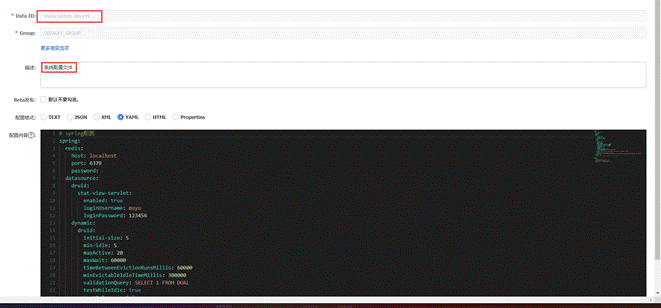 * Data ID:
* Group: DEFAULT_GROUP
更多高级选项
描述: 系统配置文件
Beta发布: 默认不要勾选。
配置格式: TEXT JSON XML YAML HTML Properties
配置内容?:
1 # spring配置
2 spring:
3 redis:
4 host: localhost
5 port: 6379
6 password:
7 datasource:
8 druid:
9 stat-view-servlet:
10 enabled: true
11 loginUsername: muyu
12 loginPassword: 123456
13 dynamic:
14 druid:
15 initial-size: 5
16 min-idle: 5
17 maxActive: 20
18 maxWait: 60000
19 timeBetweenEvictionRunsMillis: 60000
20 minEvictableIdleTimeMillis: 300000
21 validationQuery: SELECT 1 FROM DUAL
22 testWhileIdle: true